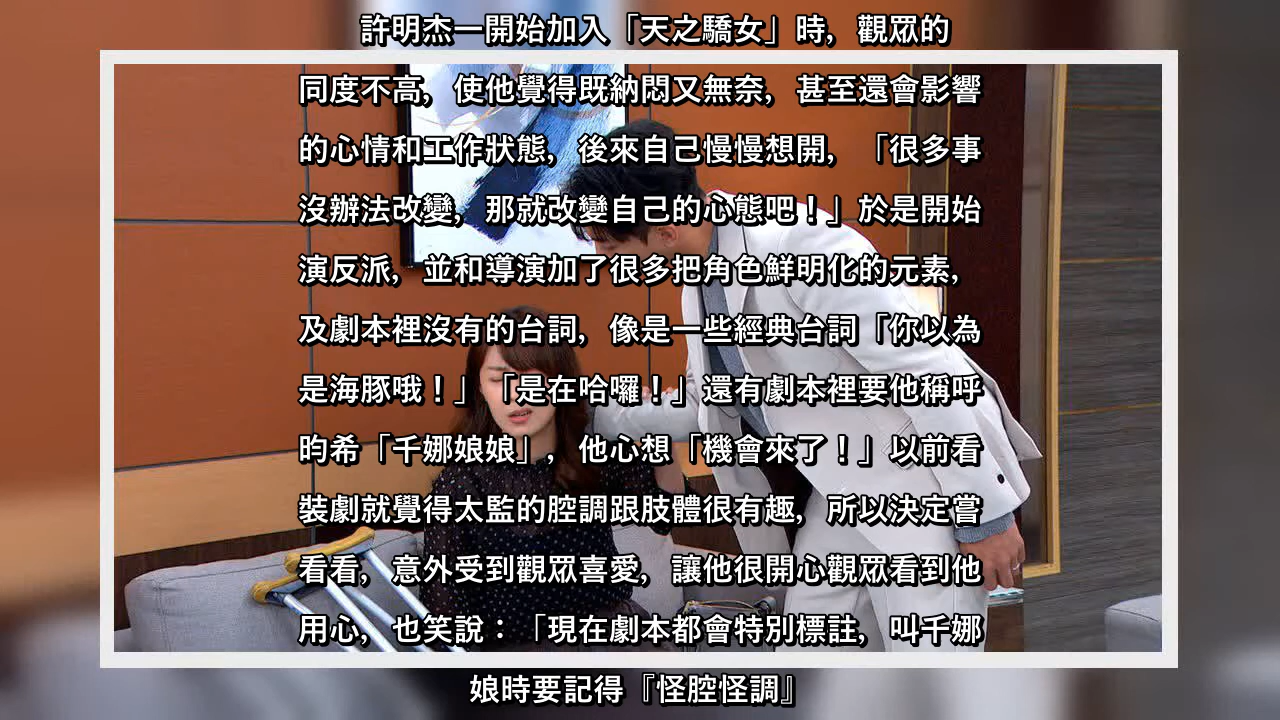 許明杰一開始加入「天之驕女」時，觀眾的
同度不高，使他覺得既納悶又無奈，甚至還會影響
的心情和工作狀態，後來自己慢慢想開，「很多事
沒辦法改變，那就改變自己的心態吧！」於是開始
演反派，並和導演加了很多把角色鮮明化的元素，
及劇本裡沒有的台詞，像是一些經典台詞「你以為
是海豚哦！」「是在哈囉！」還有劇本裡要他稱呼
昀希「千娜娘娘」，他心想「機會來了！」以前看
裝劇就覺得太監的腔調跟肢體很有趣，所以決定嘗
看看，意外受到觀眾喜愛，讓他很開心觀眾看到他
用心，也笑說：「現在劇本都會特別標註，叫千娜
娘時要記得『怪腔怪調』